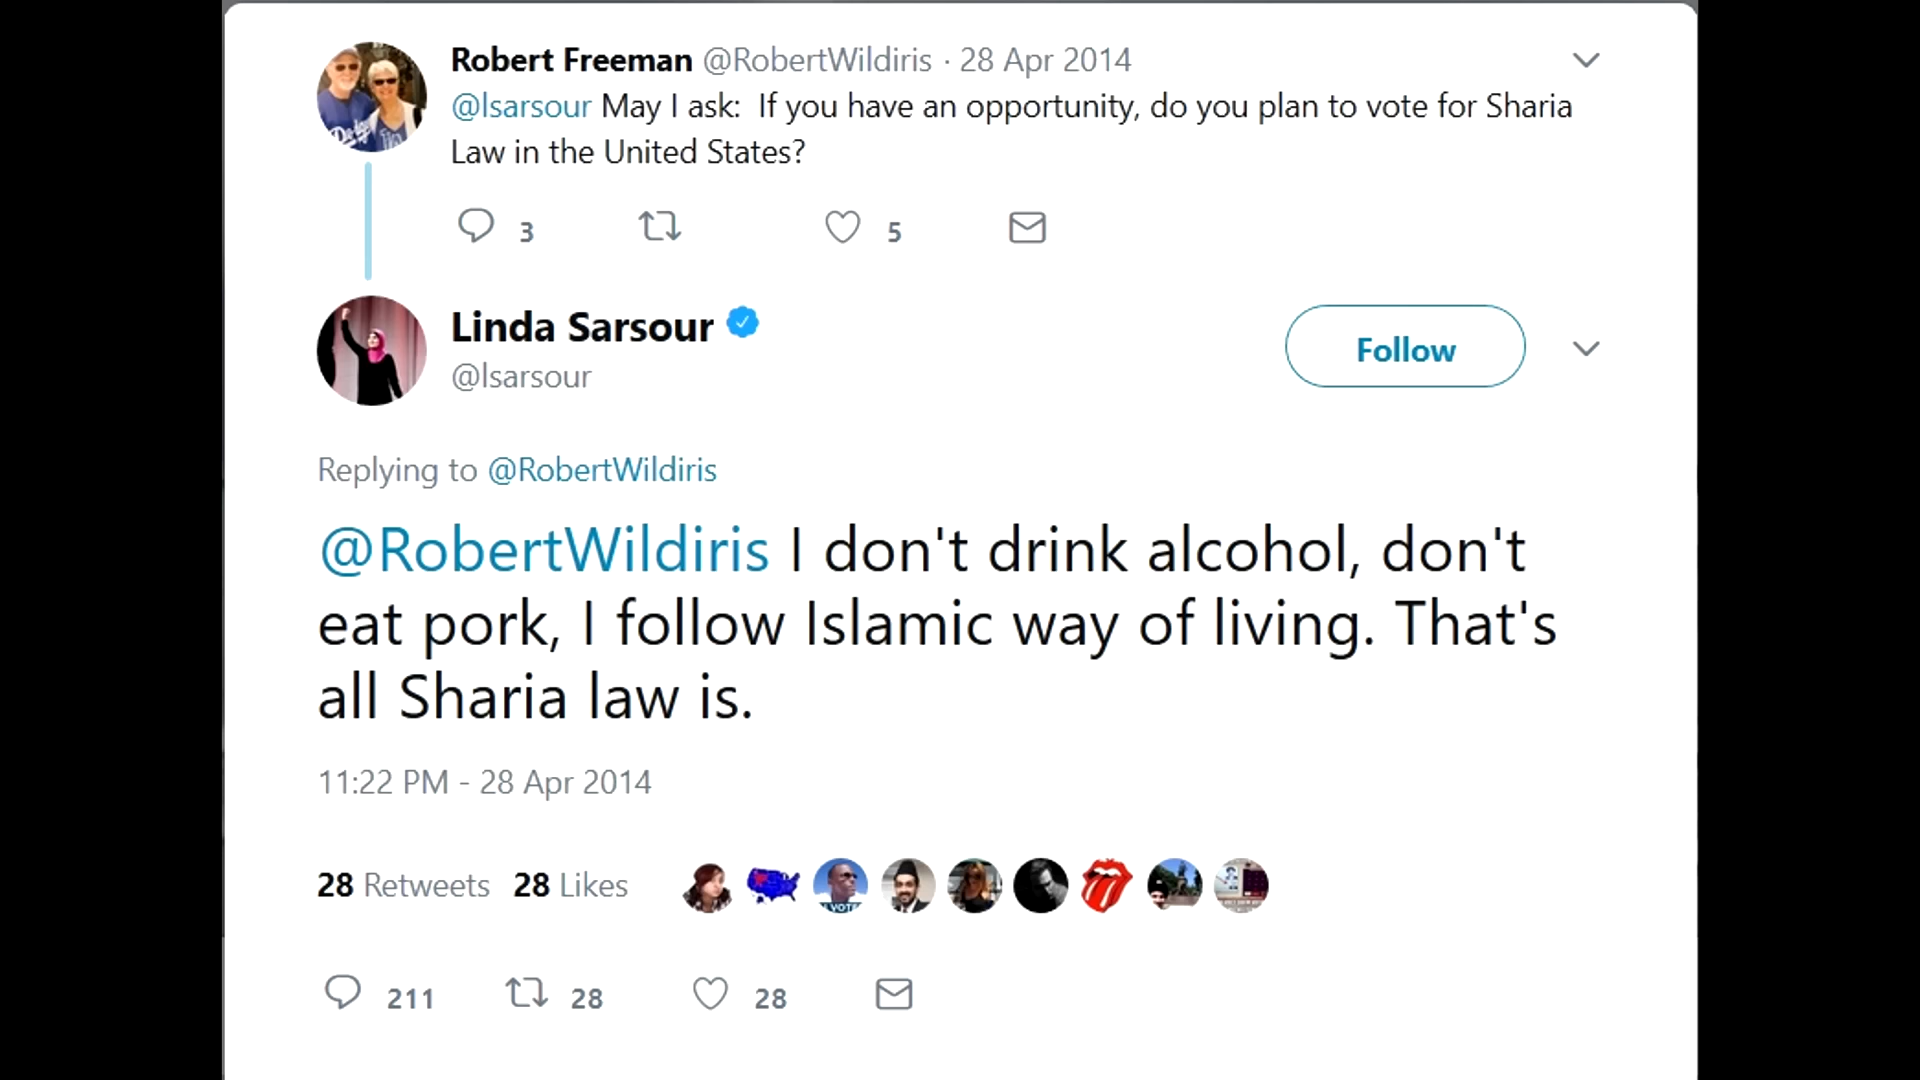 Robert Freeman @RobertWildiris · 28 Apr 2014
@lsarsour May I ask:  If you have an opportunity, do you plan to vote for Sharia
Law in the United States?
3 5
Linda Sarsour
@lsarsour
Follow
Replying to @RobertWildiris
@RobertWildiris I don't drink alcohol, don't
eat pork, I follow Islamic way of living. That's
all Sharia law is.
11:22 PM - 28 Apr 2014
28 Retweets 28 Likes
VOTE
211 28 28